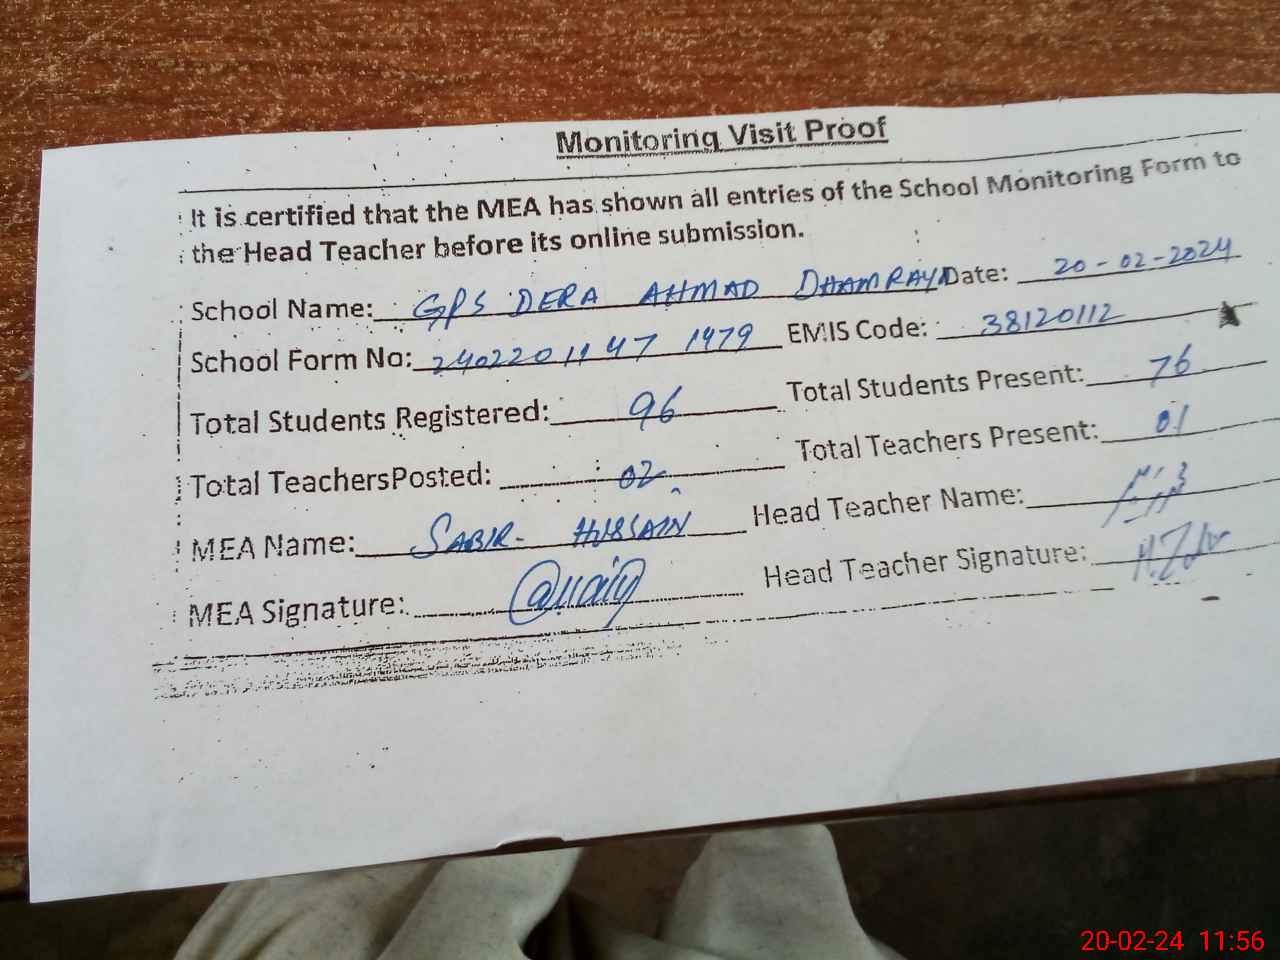 Monitoring Visit Proof
It is certified that the MEA has shown all entries of the School Monitoring Form to
the Head Teacher before its online submission.
School Name: GPS DERA AHMAD DHAMRAYA Date: 20-02-2024
School Form No: 2402201147 1479 EMIS Code: 38120112
Total Students Registered: 96 Total Students Present: 76
Total TeachersPosted: 02 Total Teachers Present: 01
MEA Name: SABIR HUSSAIN Head Teacher Name:
MEA Signature: Head Teacher Signature:
20-02-24 11:56